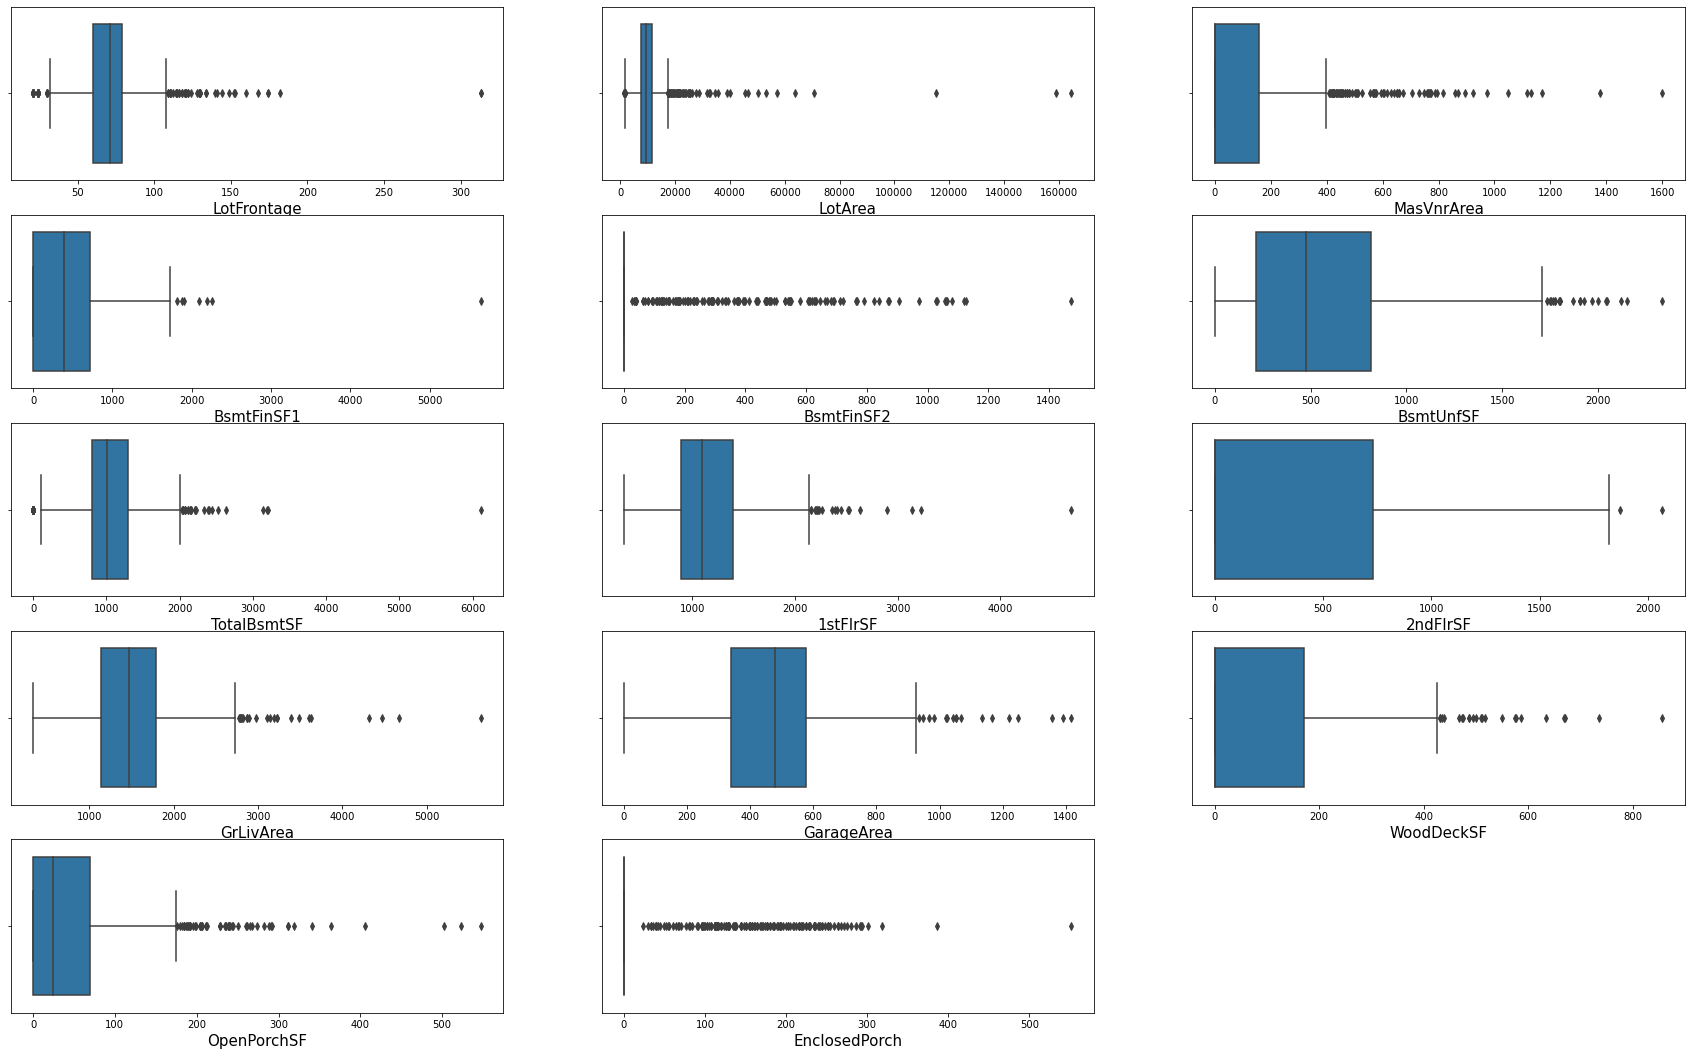 50 100 150 200 250 300
LotFrontage
0 20000 40000 60000 80000 100000 120000 140000 160000
LotArea
0 200 400 600 800 1000 1200 1400 1600
MasVnrArea
0 1000 2000 3000 4000 5000
BsmtFinSF1
0 200 400 600 800 1000 1200 1400
BsmtFinSF2
0 500 1000 1500 2000
BsmtUnfSF
0 1000 2000 3000 4000 5000 6000
TotalBsmtSF
1000 2000 3000 4000
1stFlrSF
0 500 1000 1500 2000
2ndFlrSF
1000 2000 3000 4000 5000
GrLivArea
0 200 400 600 800 1000 1200 1400
GarageArea
0 200 400 600 800
WoodDeckSF
0 100 200 300 400 500
OpenPorchSF
0 100 200 300 400 500
EnclosedPorch